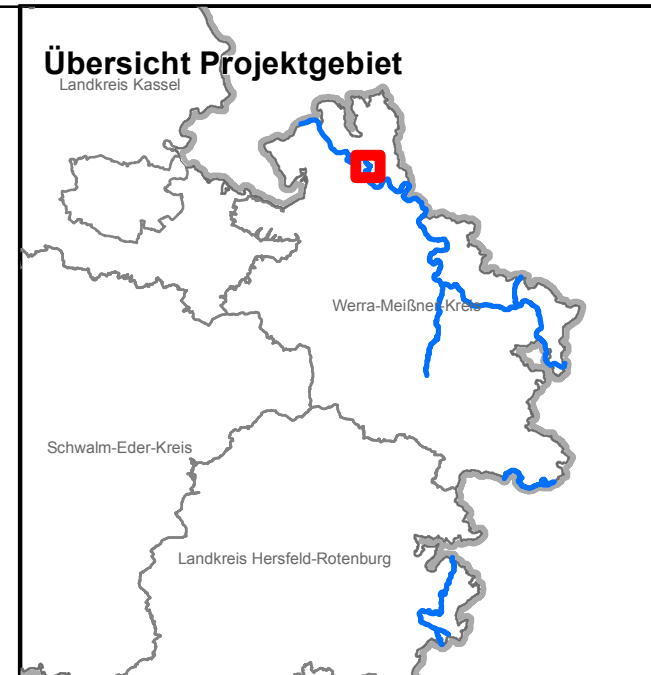 Übersicht Projektgebiet
Landkreis Kassel
Werra-Meißner-Kreis
Schwalm-Eder-Kreis
Landkreis Hersfeld-Rotenburg